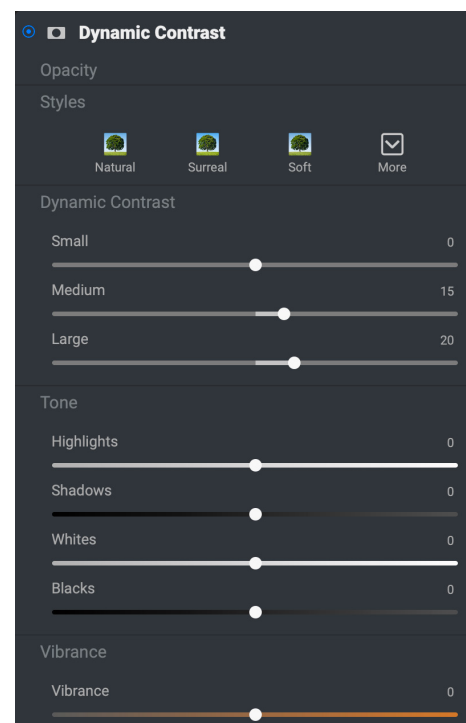 Dynamic Contrast
Opacity
Styles
Natural Surreal Soft More
Dynamic Contrast
Small 0
Medium 15
Large 20
Tone
Highlights 0
Shadows 0
Whites 0
Blacks 0
Vibrance
Vibrance 0